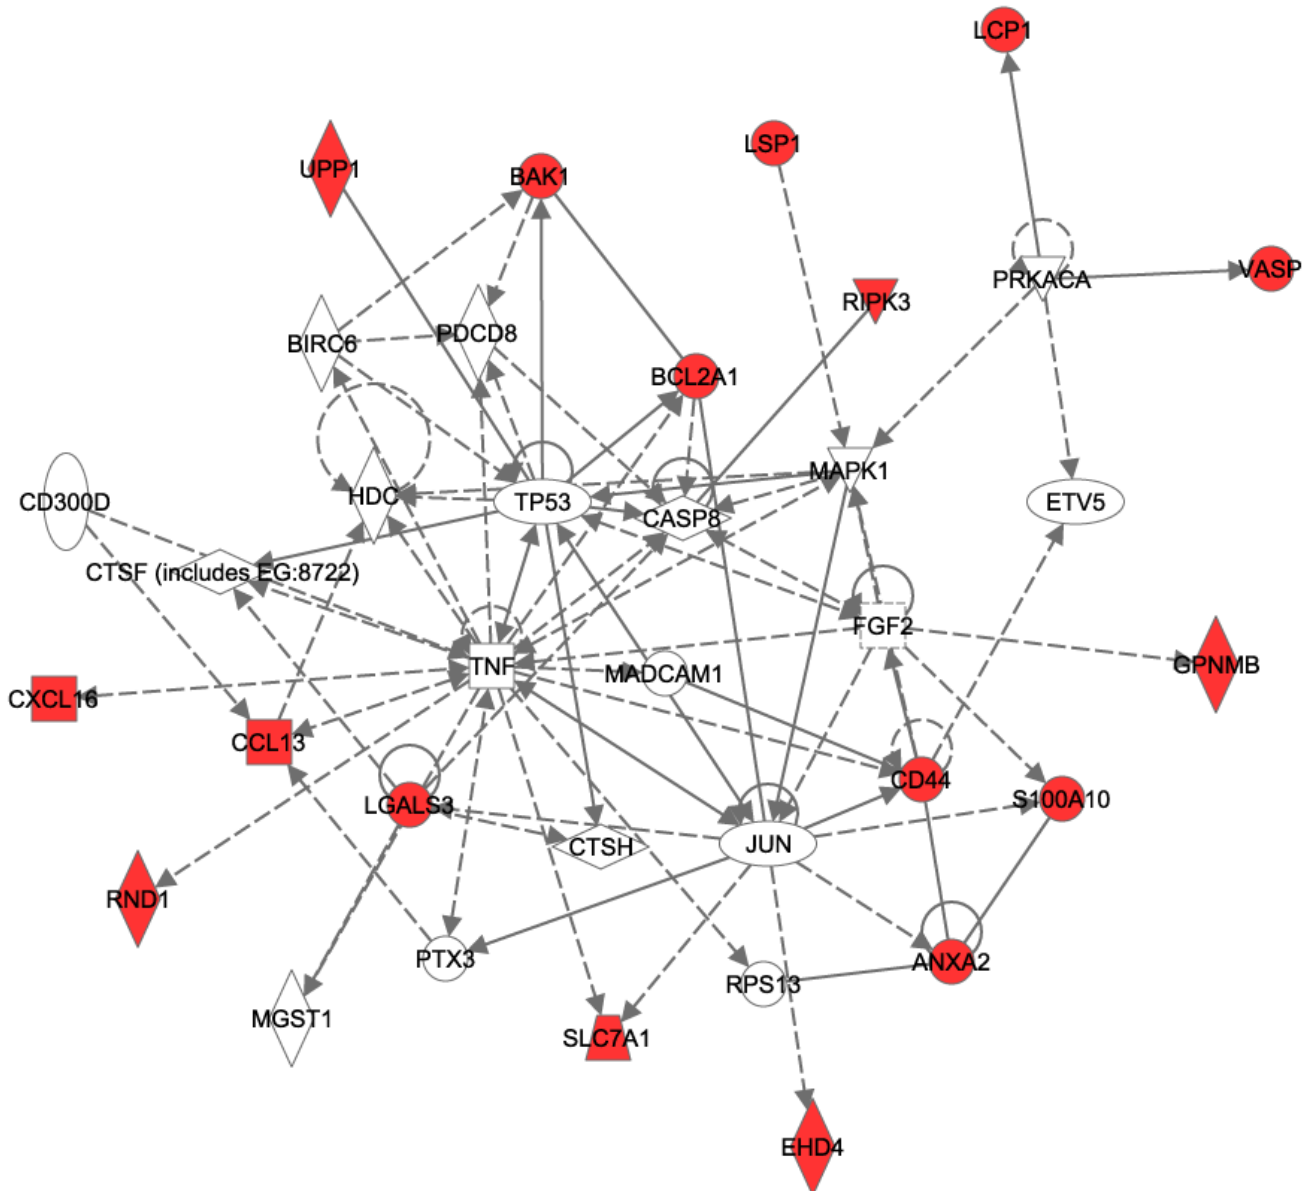 LCP1
LSP1
UPP1
BAK1
VASP
PRKACA
RIPK3
PDCD8
BIRC6
BCL2A1
MAPK1
HDC
CD300D
TP53
ETV5
CASP8
CTSF (includes EG:8722)
FGF2
TNF
MADCAM1
GPNMB
CXCL16
CCL13
CD44
LGALS3
S100A10
CTSH
JUN
RND1
PTX3
ANXA2
RPS13
MGST1
SLC7A1
EHD4